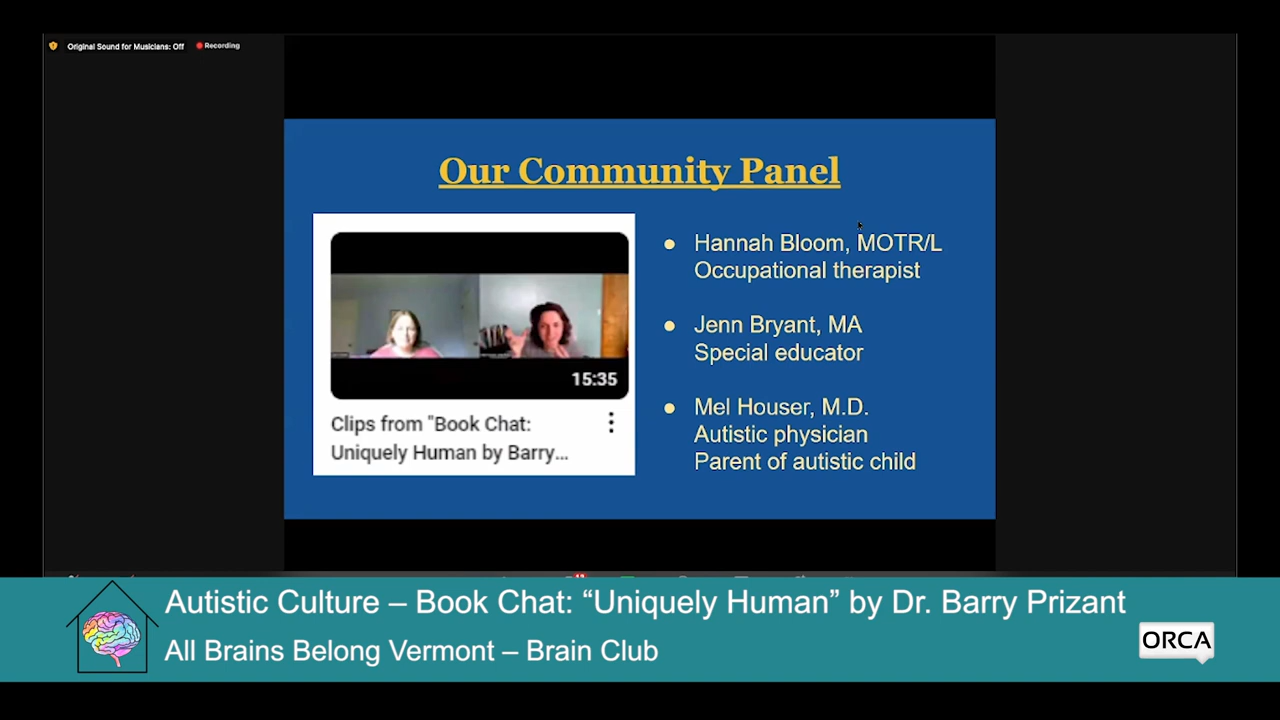 Original Sound for Musicians: Off
Recording
Our Community Panel
15:35
Clips from "Book Chat:
Uniquely Human by Barry...
● Hannah Bloom, MOTR/L
Occupational therapist
● Jenn Bryant, MA
Special educator
● Mel Houser, M.D.
Autistic physician
Parent of autistic child
Autistic Culture – Book Chat: “Uniquely Human” by Dr. Barry Prizant
All Brains Belong Vermont – Brain Club
ORCA